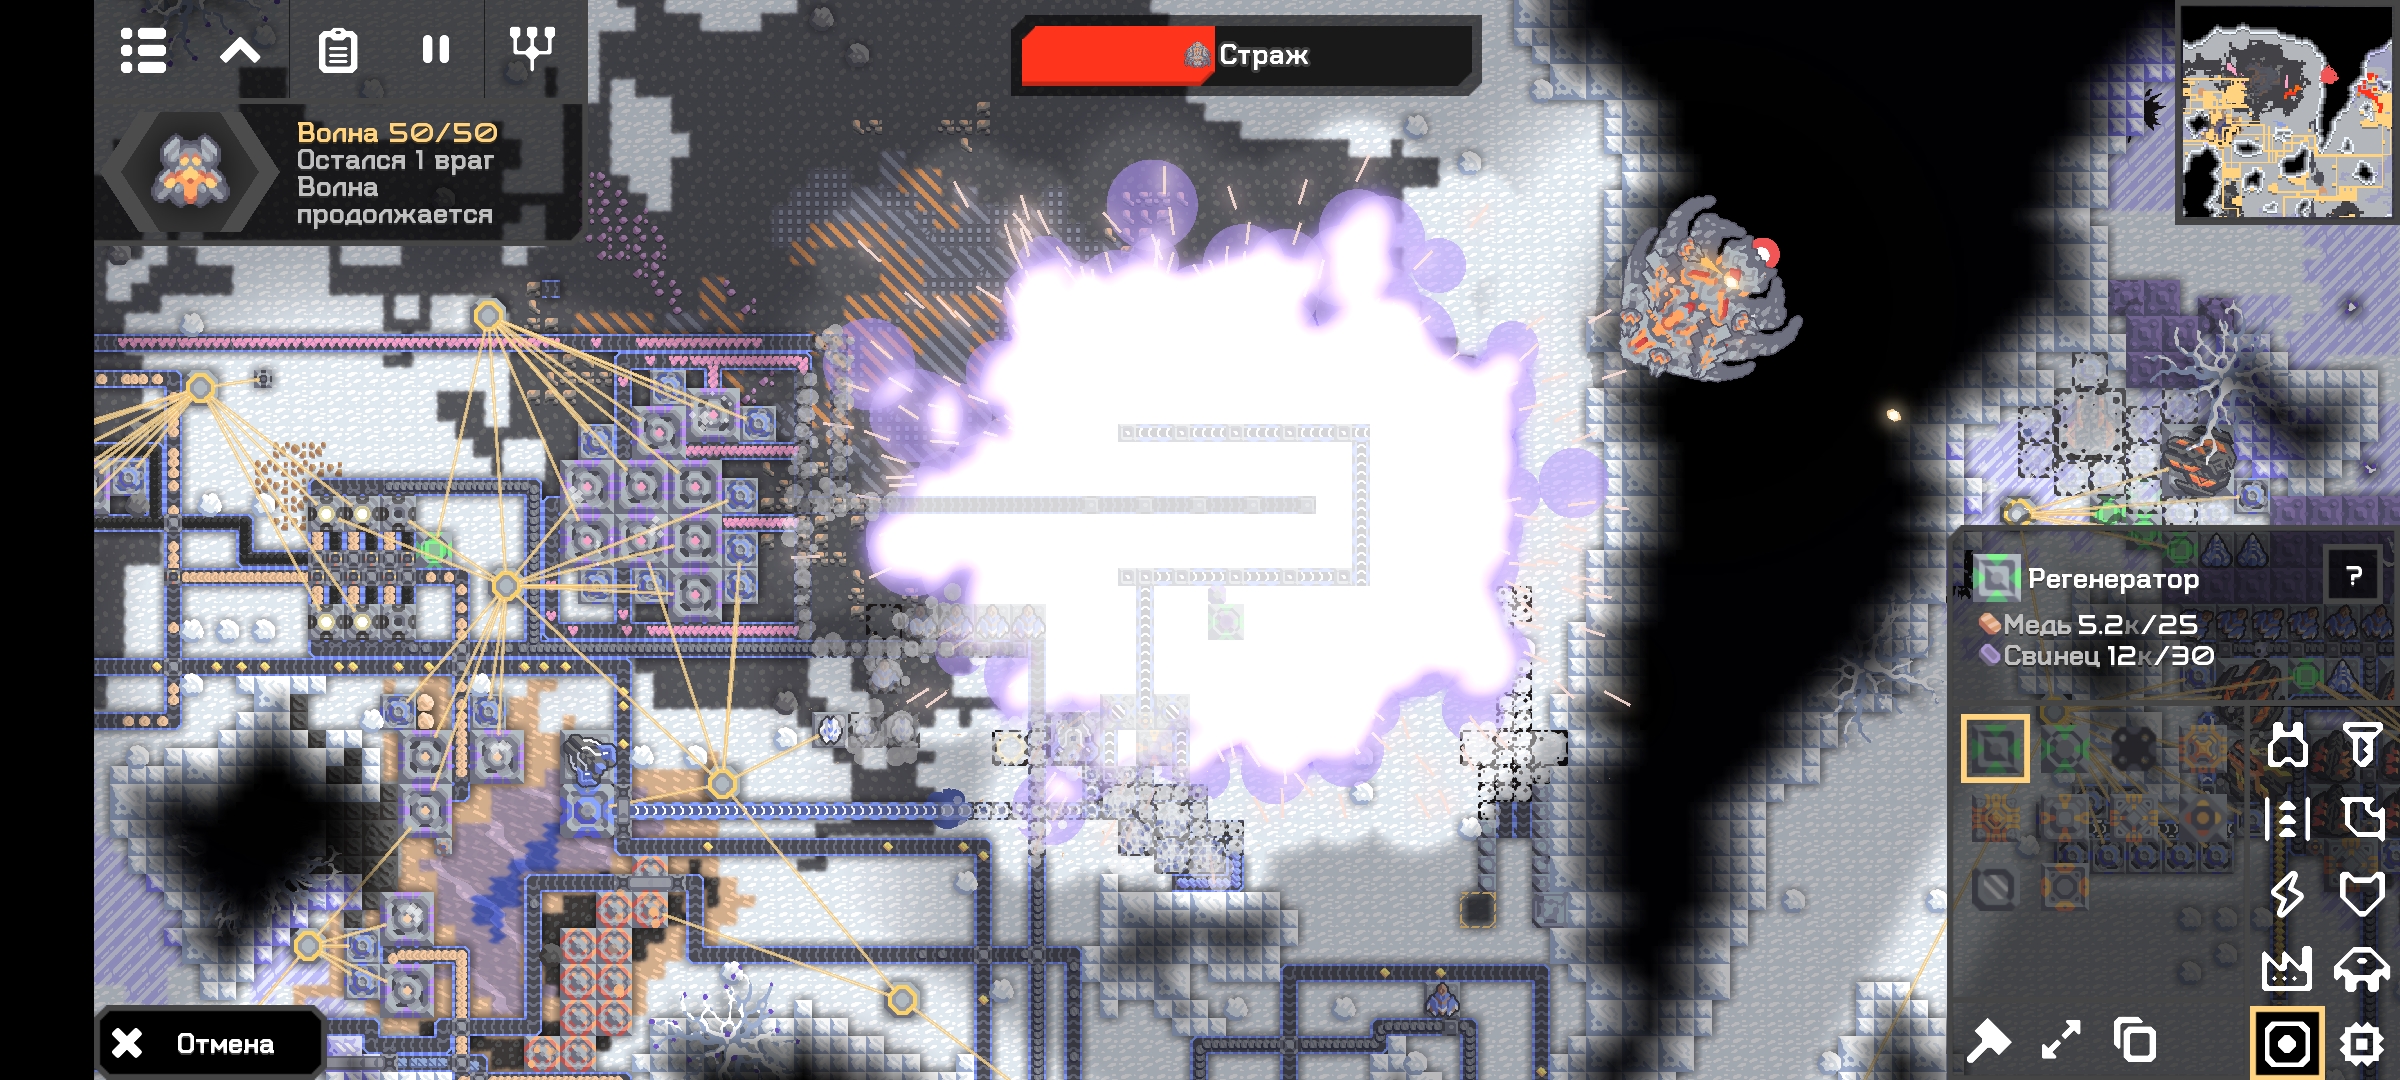 Страж
Волна 50/50
Остался 1 враг
Волна
продолжается
Регенератор
?
Медь 5.2к/25
Свинец 12к/30
Отмена